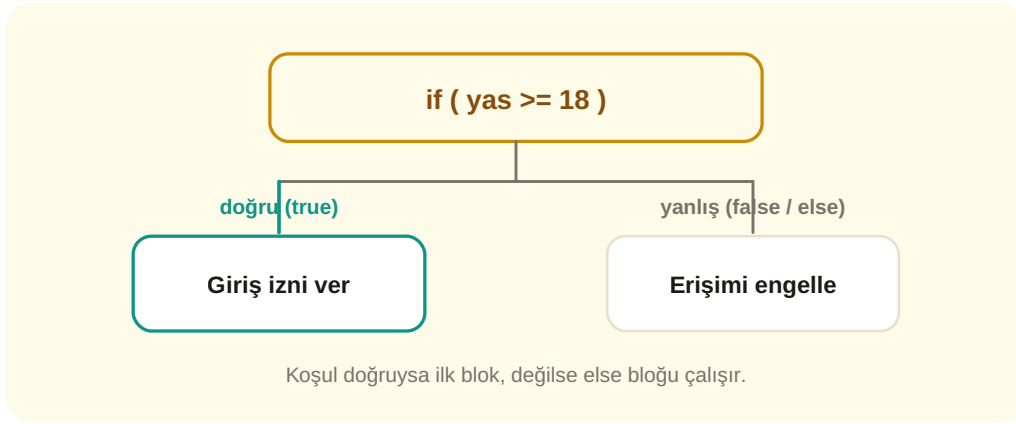 if ( yas >= 18 )
doğru (true)
yanlış (false / else)
Giriş izni ver
Erişimi engelle
Koşul doğruysa ilk blok, değilse else bloğu çalışır.